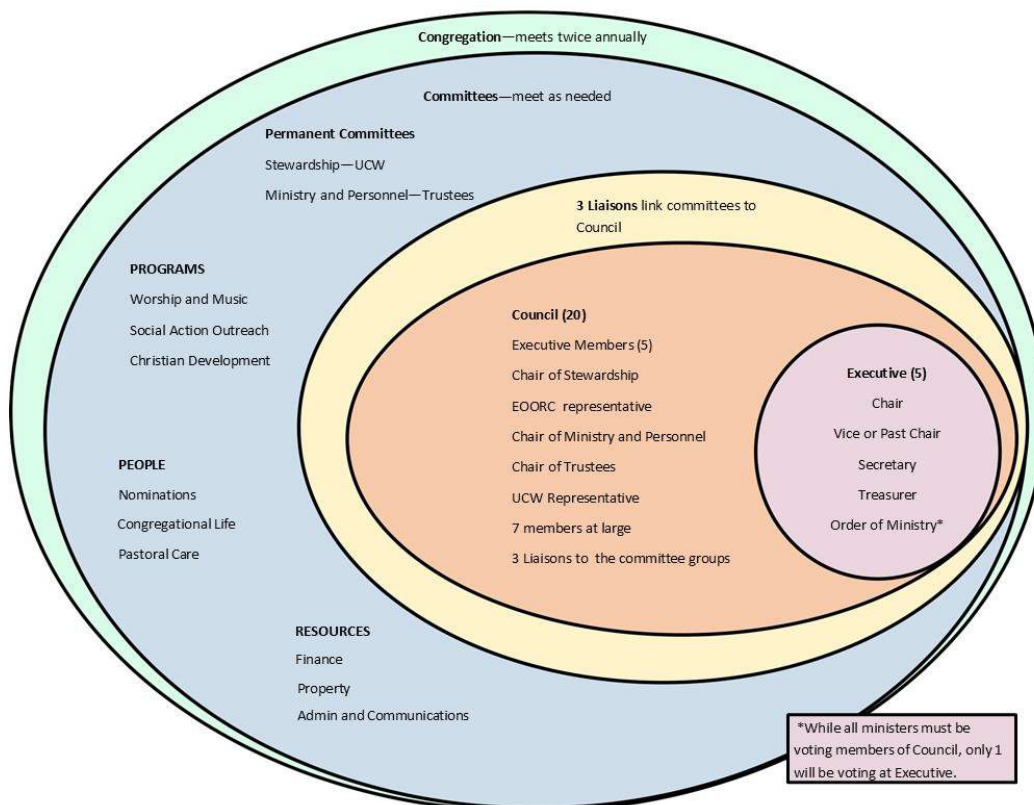 Congregation—meets twice annually
Committees—meet as needed
Permanent Committees
Stewardship—UCW
Ministry and Personnel—Trustees
3 Liaisons link committees to
Council
PROGRAMS
Worship and Music
Social Action Outreach
Christian Development
Council (20)
Executive Members (5)
Chair of Stewardship
EOORC representative
Chair of Ministry and Personnel
Chair of Trustees
UCW Representative
7 members at large
3 Liaisons to the committee groups
Executive (5)
Chair
Vice or Past Chair
Secretary
Treasurer
Order of Ministry*
PEOPLE
Nominations
Congregational Life
Pastoral Care
RESOURCES
Finance
Property
Admin and Communications
*While all ministers must be
voting members of Council, only 1
will be voting at Executive.